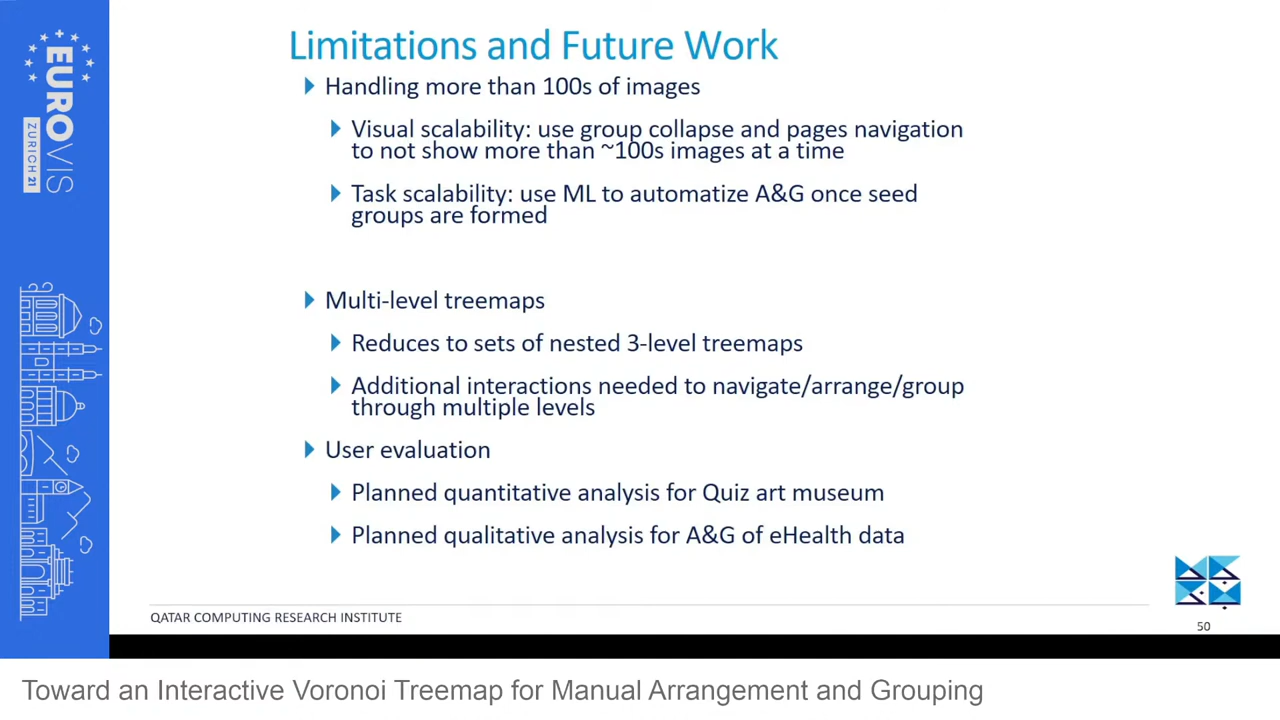 EUROVIS
ZURICH 21
Limitations and Future Work
Handling more than 100s of images
Visual scalability: use group collapse and pages navigation
to not show more than ~100s images at a time
Task scalability: use ML to automatize A&G once seed
groups are formed
Multi-level treemaps
Reduces to sets of nested 3-level treemaps
Additional interactions needed to navigate/arrange/group
through multiple levels
User evaluation
Planned quantitative analysis for Quiz art museum
Planned qualitative analysis for A&G of eHealth data
QATAR COMPUTING RESEARCH INSTITUTE
50
Toward an Interactive Voronoi Treemap for Manual Arrangement and Grouping